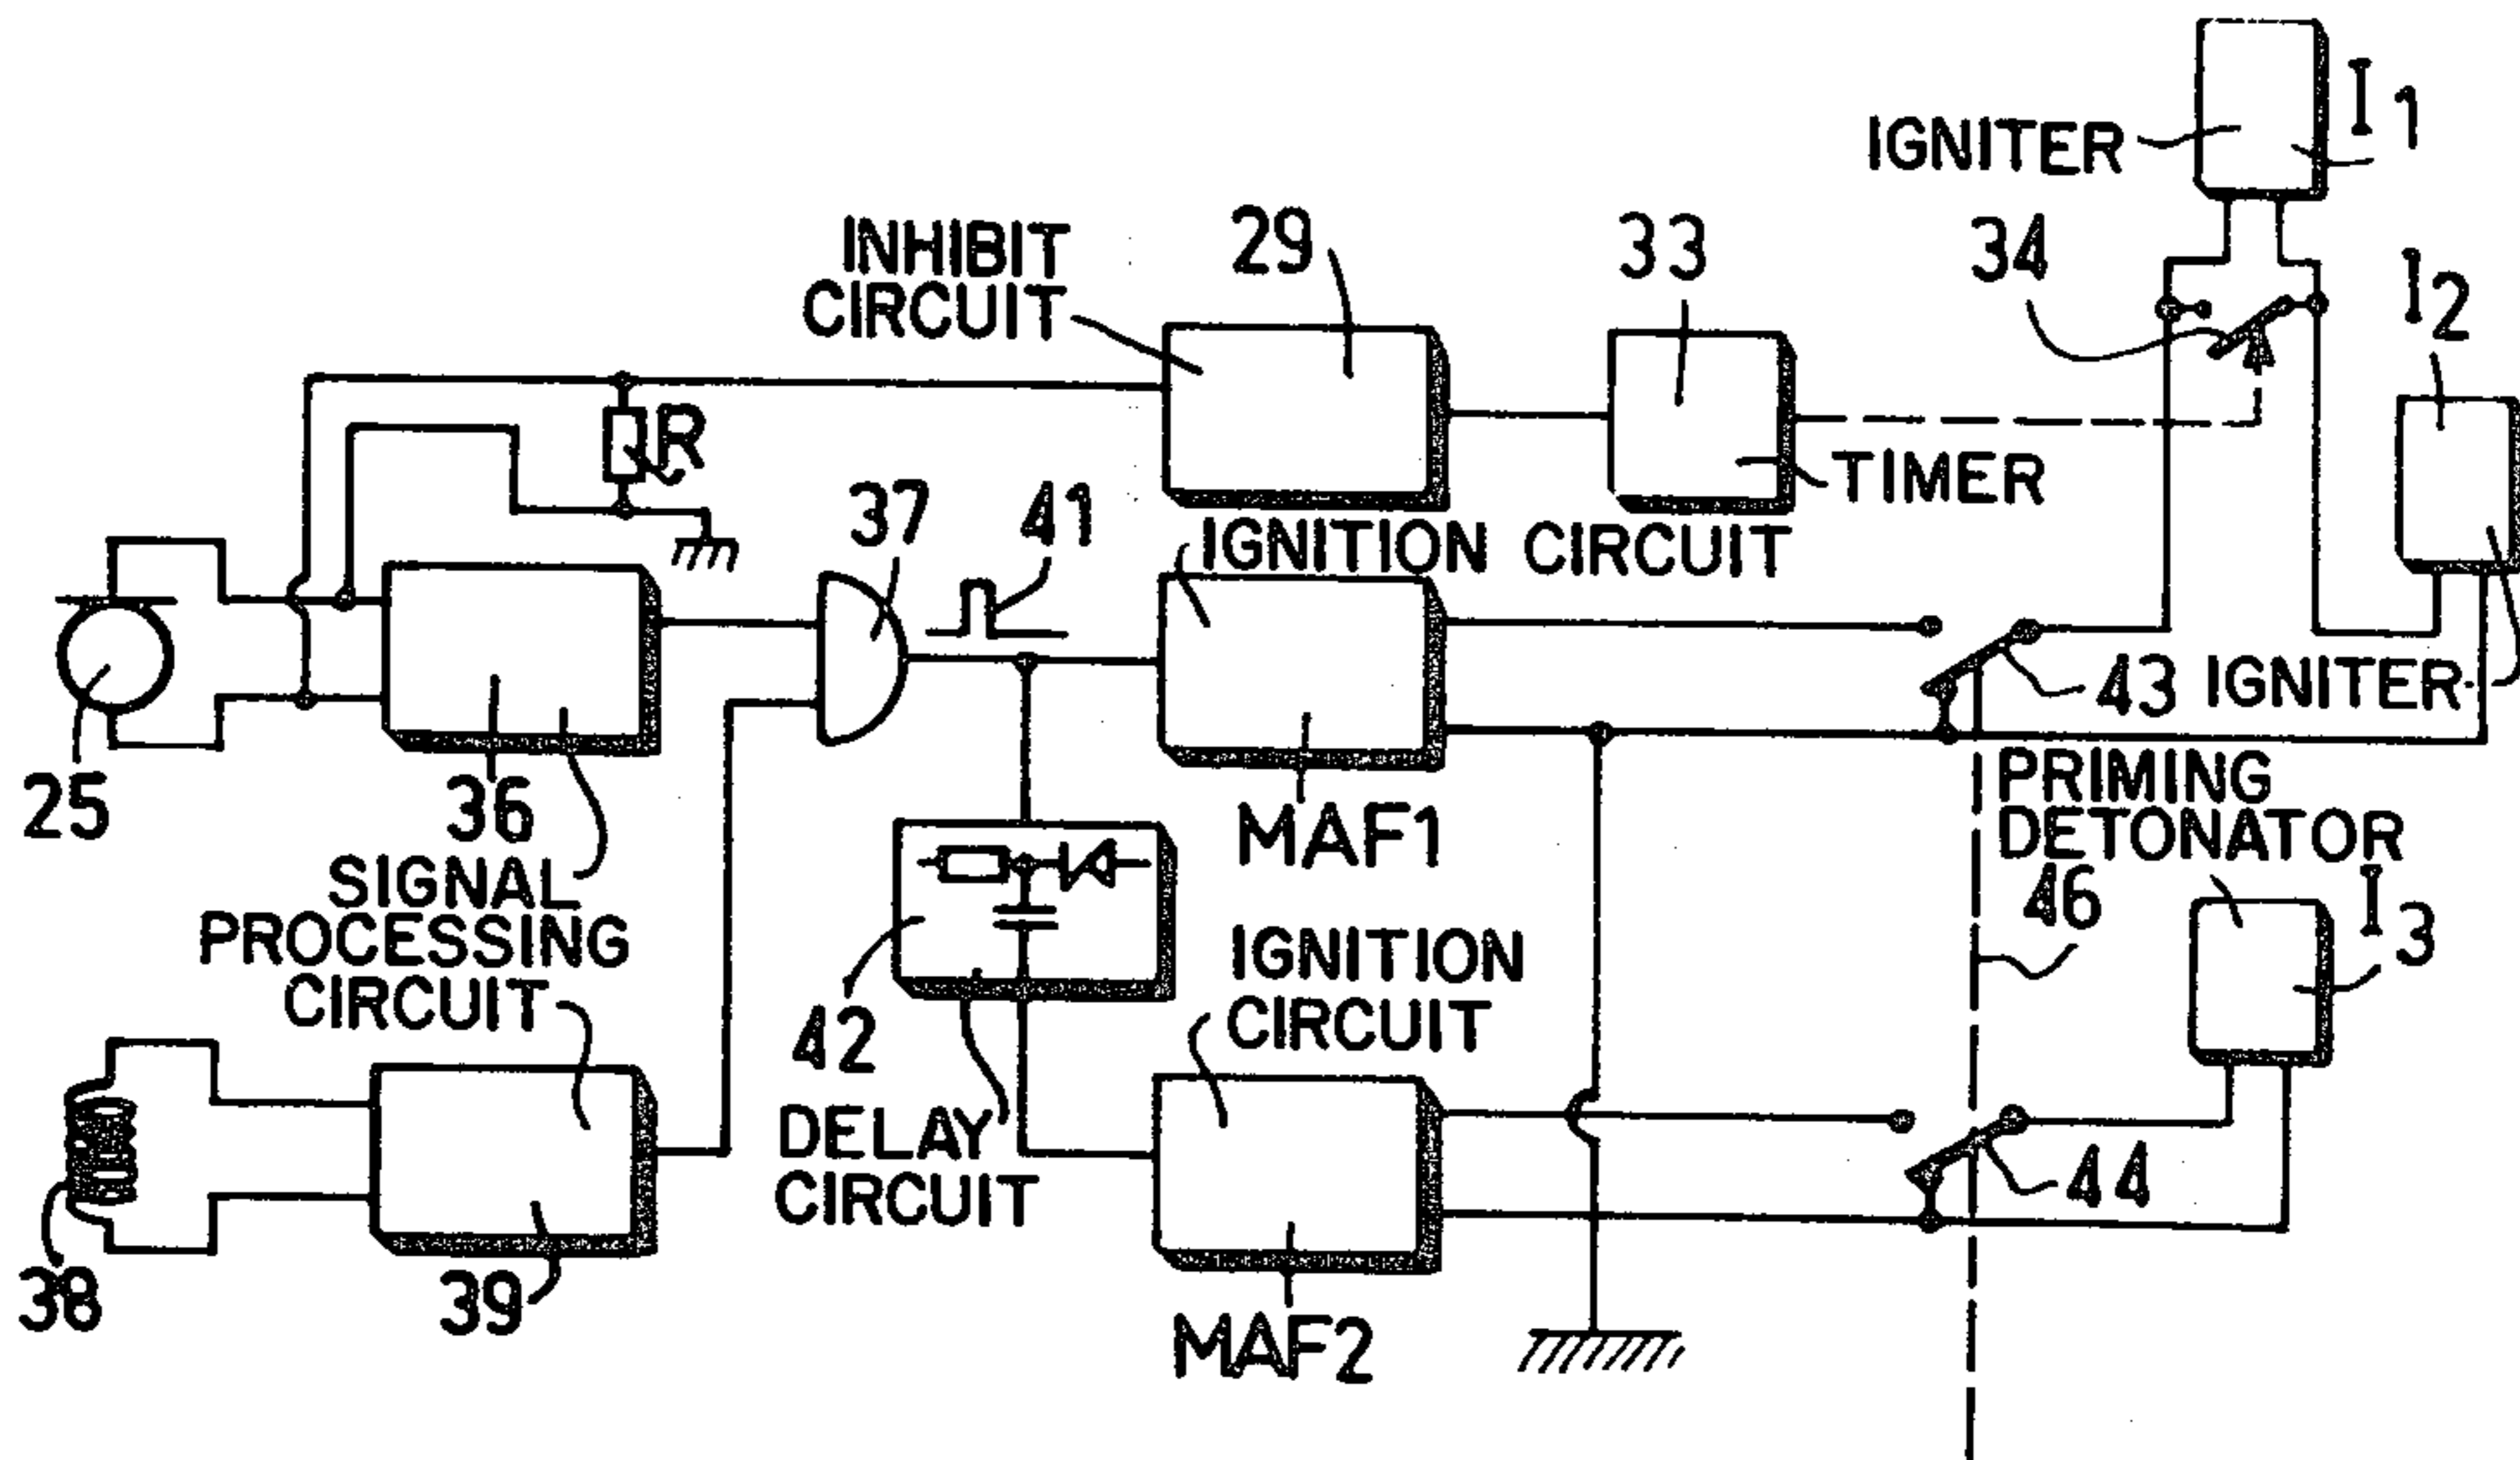 IGNITER
I1
INHIBIT
CIRCUIT
29
33
34
I2
R
TIMER
37
41
IGNITION CIRCUIT
25
36
43
IGNITER
SIGNAL
PROCESSING
CIRCUIT
MAF1
PRIMING
DETONATOR
46
I3
42
IGNITION
CIRCUIT
DELAY
CIRCUIT
44
38
39
MAF2